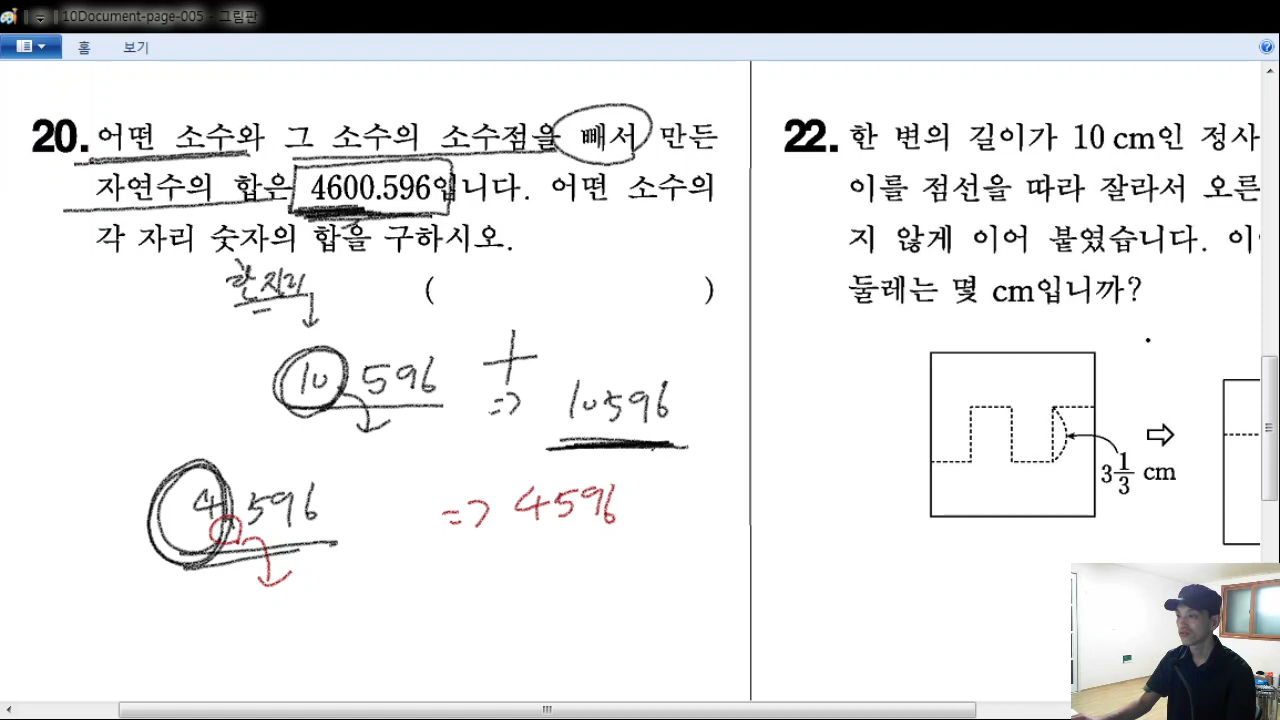 10Document-page-005 - 그림판
홈 보기
20. 어떤 소수와 그 소수의 소수점을 빼서 만든
자연수의 합은 4600.596입니다. 어떤 소수의
각 자리 숫자의 합을 구하시오.
한자리
( )
10.596 +
=> 10596
4.596 => 4596
22. 한 변의 길이가 10 cm인 정사
이를 점선을 따라 잘라서 오른
지 않게 이어 붙였습니다. 이
둘레는 몇 cm입니까?
3 1/3 cm